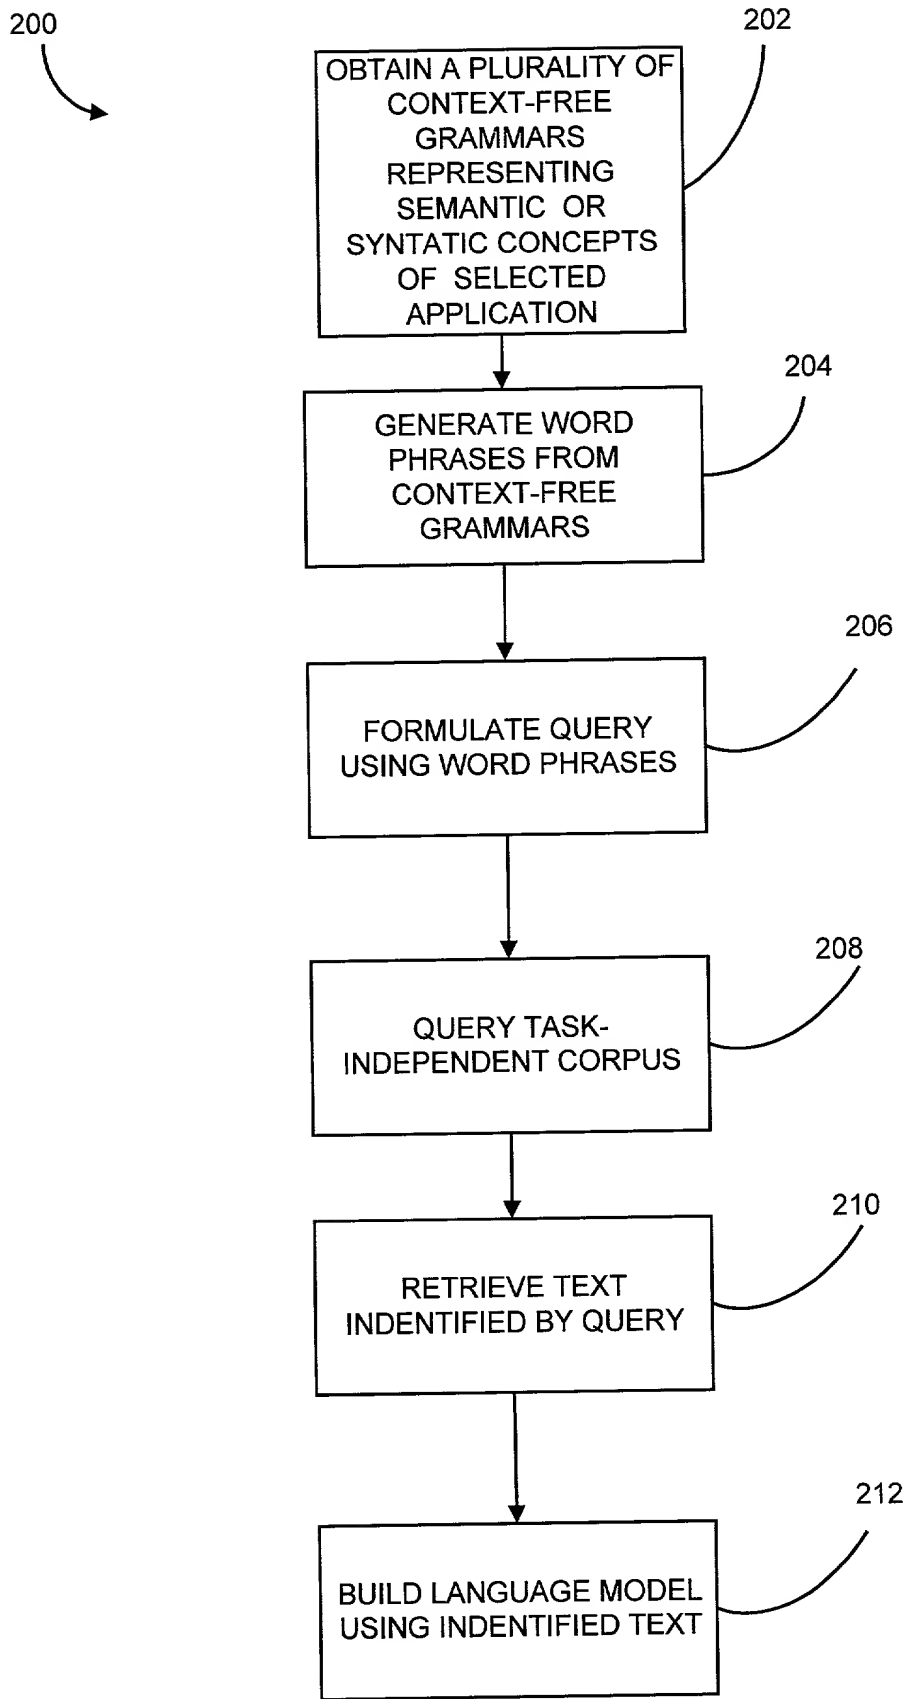 200
202
OBTAIN A PLURALITY OF
CONTEXT-FREE
GRAMMARS
REPRESENTING
SEMANTIC OR
SYNTATIC CONCEPTS
OF SELECTED
APPLICATION
204
GENERATE WORD
PHRASES FROM
CONTEXT-FREE
GRAMMARS
206
FORMULATE QUERY
USING WORD PHRASES
208
QUERY TASK-
INDEPENDENT CORPUS
210
RETRIEVE TEXT
INDENTIFIED BY QUERY
212
BUILD LANGUAGE MODEL
USING INDENTIFIED TEXT